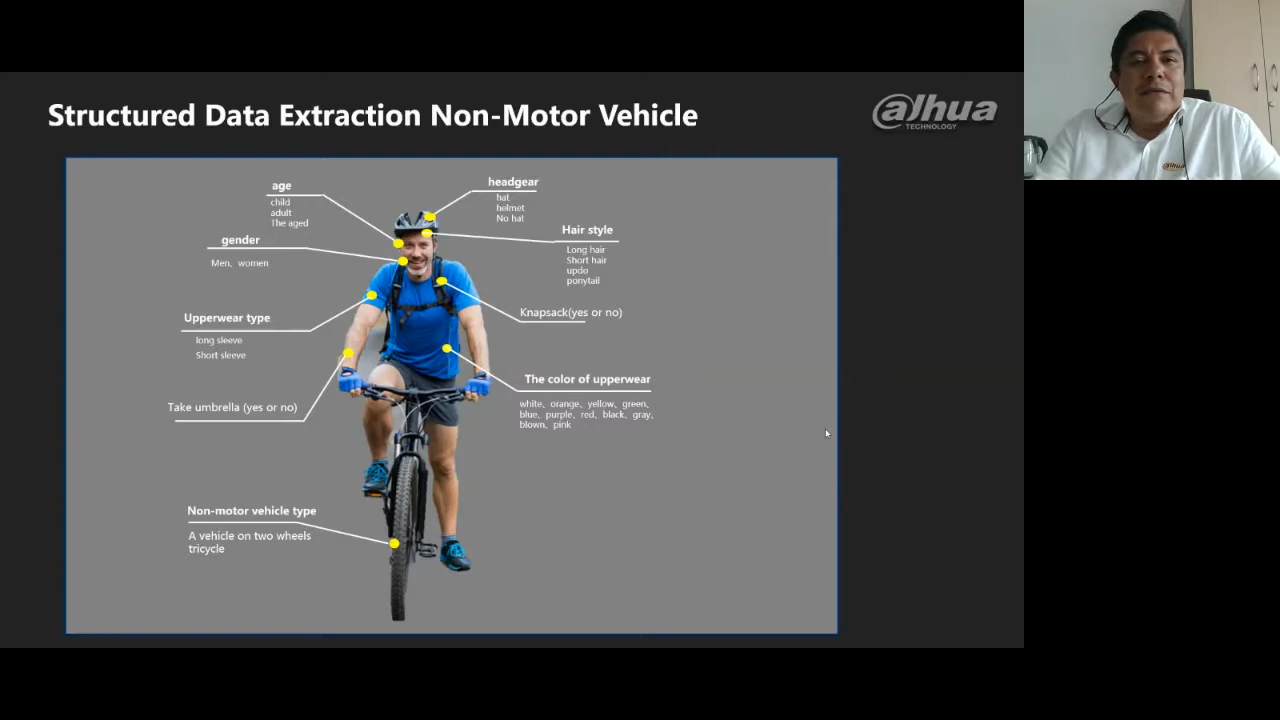 Structured Data Extraction Non-Motor Vehicle
alhua
TECHNOLOGY
age
child
adult
The aged
gender
Men、women
Upperwear type
long sleeve
Short sleeve
Take umbrella (yes or no)
Non-motor vehicle type
A vehicle on two wheels
tricycle
headgear
hat
helmet
No hat
Hair style
Long hair
Short hair
updo
ponytail
Knapsack(yes or no)
The color of upperwear
white、orange、yellow、green、
blue、purple、red、black、gray、
blown、pink
alhua